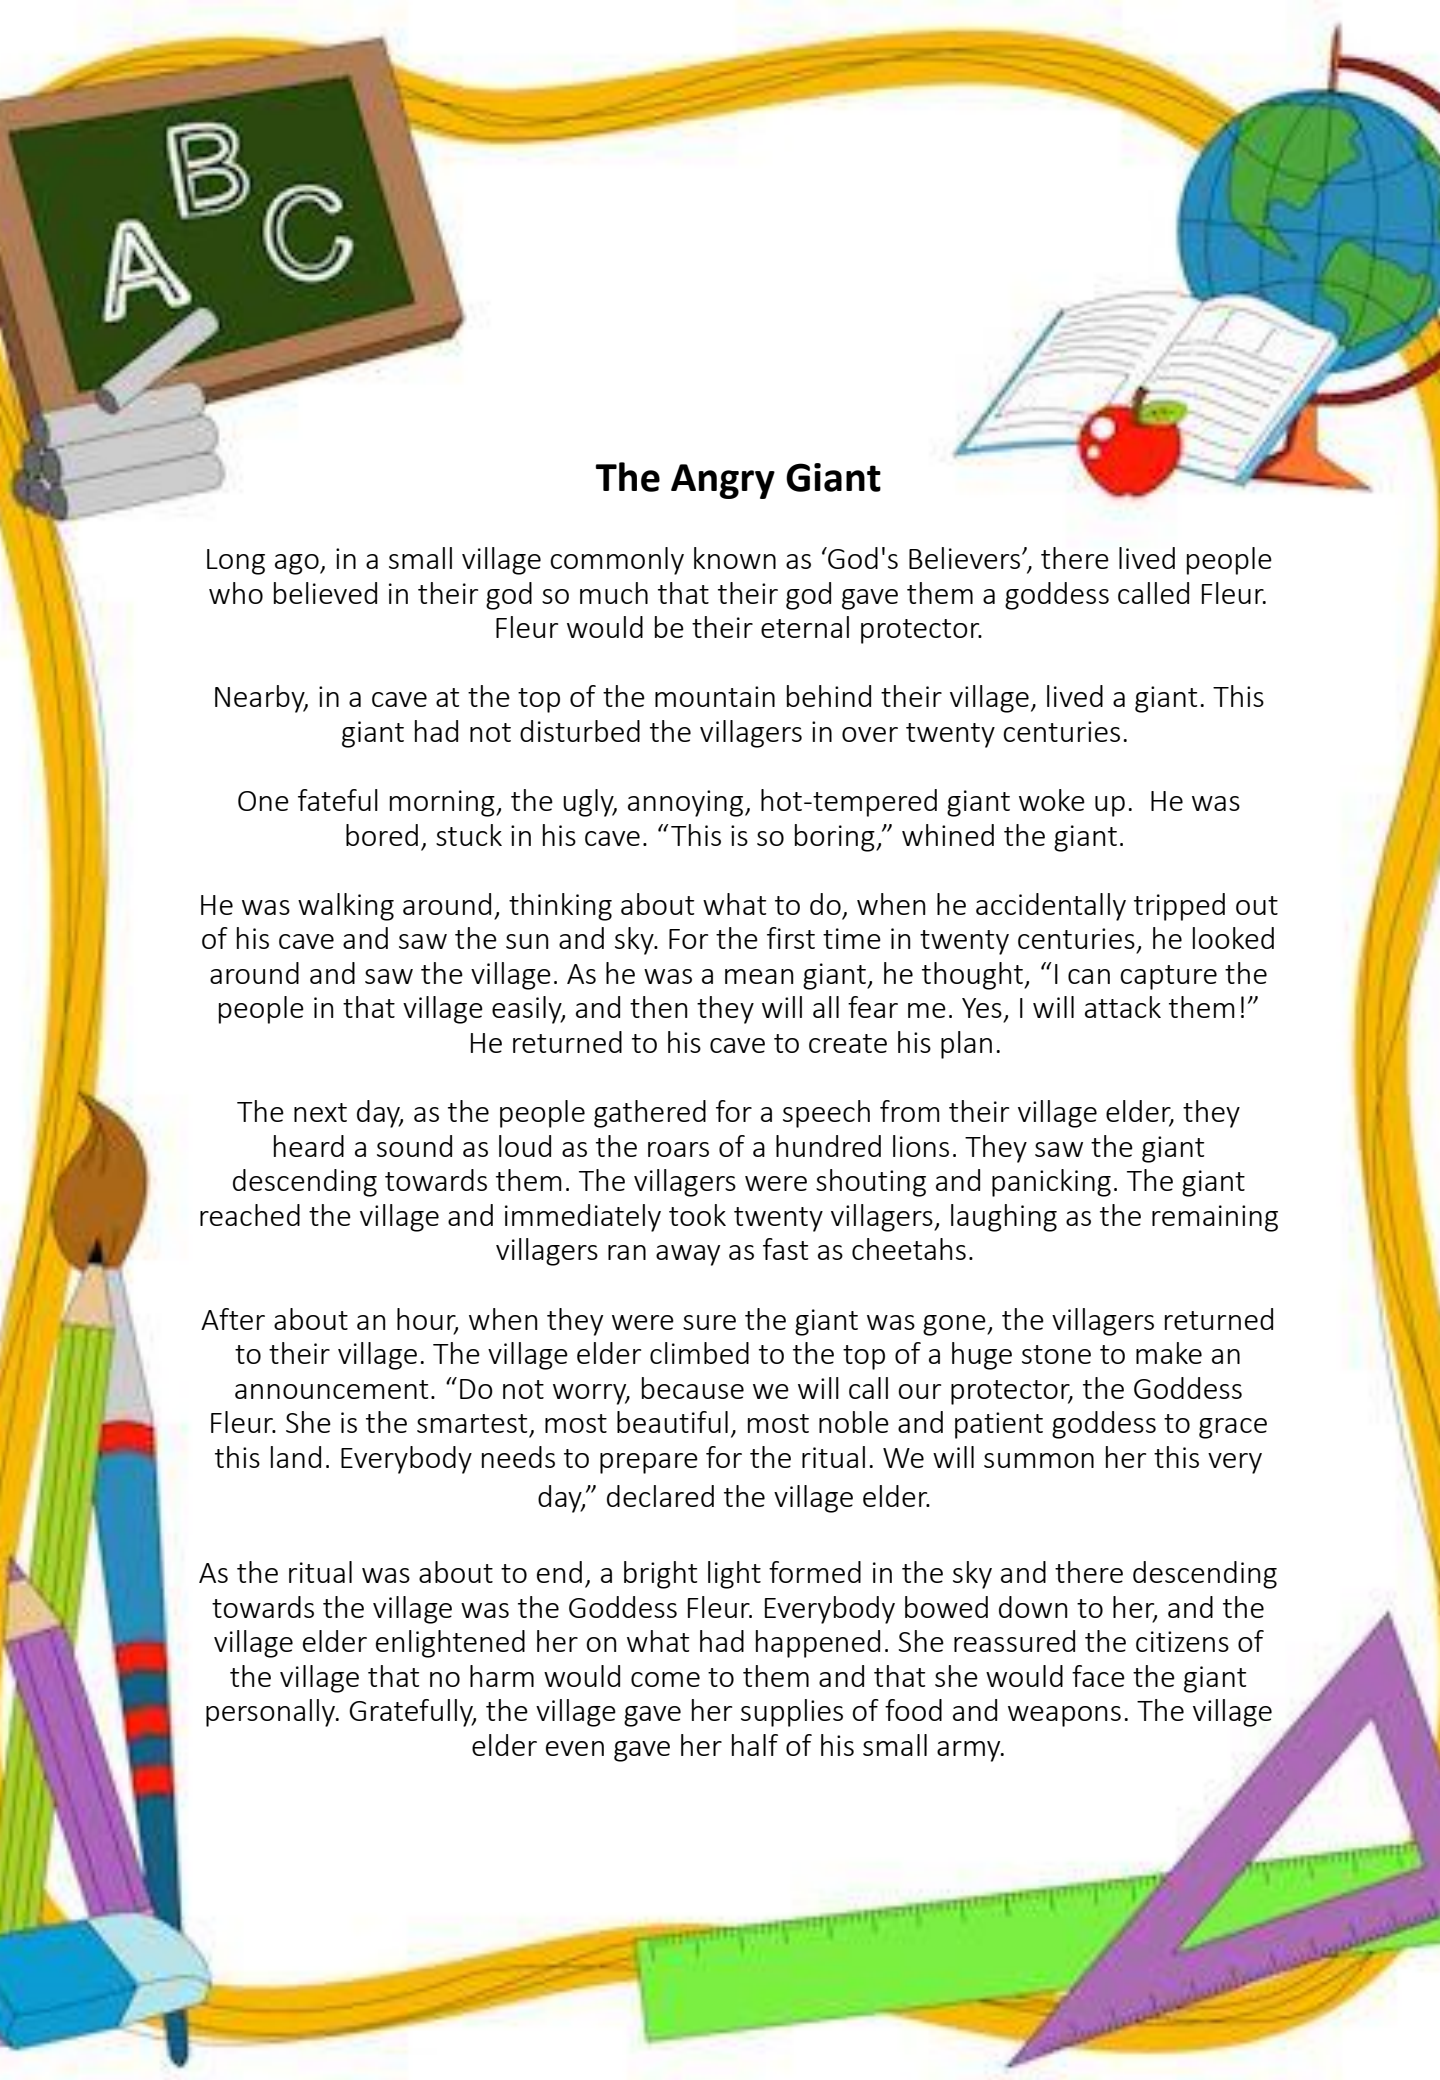 B
A C
The Angry Giant
Long ago, in a small village commonly known as ‘God's Believers’, there lived people
who believed in their god so much that their god gave them a goddess called Fleur.
Fleur would be their eternal protector.
Nearby, in a cave at the top of the mountain behind their village, lived a giant. This
giant had not disturbed the villagers in over twenty centuries.
One fateful morning, the ugly, annoying, hot-tempered giant woke up.  He was
bored, stuck in his cave. “This is so boring,” whined the giant.
He was walking around, thinking about what to do, when he accidentally tripped out
of his cave and saw the sun and sky. For the first time in twenty centuries, he looked
around and saw the village. As he was a mean giant, he thought, “I can capture the
people in that village easily, and then they will all fear me. Yes, I will attack them!”
He returned to his cave to create his plan.
The next day, as the people gathered for a speech from their village elder, they
heard a sound as loud as the roars of a hundred lions. They saw the giant
descending towards them. The villagers were shouting and panicking. The giant
reached the village and immediately took twenty villagers, laughing as the remaining
villagers ran away as fast as cheetahs.
After about an hour, when they were sure the giant was gone, the villagers returned
to their village. The village elder climbed to the top of a huge stone to make an
announcement. “Do not worry, because we will call our protector, the Goddess
Fleur. She is the smartest, most beautiful, most noble and patient goddess to grace
this land. Everybody needs to prepare for the ritual. We will summon her this very
day,” declared the village elder.
As the ritual was about to end, a bright light formed in the sky and there descending
towards the village was the Goddess Fleur. Everybody bowed down to her, and the
village elder enlightened her on what had happened. She reassured the citizens of
the village that no harm would come to them and that she would face the giant
personally. Gratefully, the village gave her supplies of food and weapons. The village
elder even gave her half of his small army.